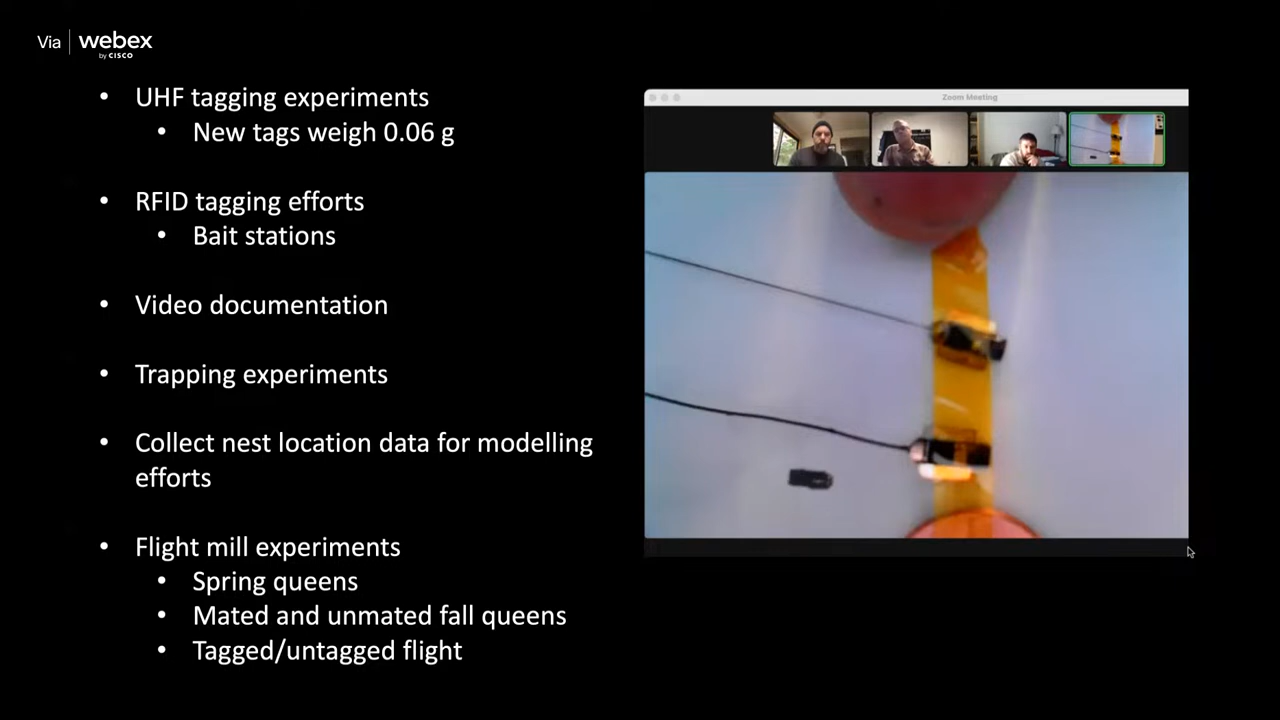 Via webex
by CISCO
• UHF tagging experiments
• New tags weigh 0.06 g
• RFID tagging efforts
• Bait stations
• Video documentation
• Trapping experiments
• Collect nest location data for modelling
efforts
• Flight mill experiments
• Spring queens
• Mated and unmated fall queens
• Tagged/untagged flight
Zoom Meeting